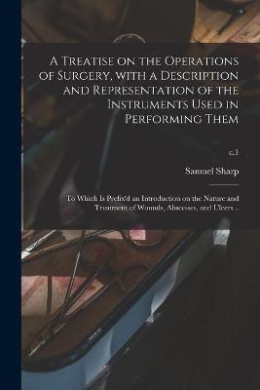 A Treatise on the Operations of Surgery, with a Description
and Representation of the
Instruments Used in
Performing Them
c.1
Samuel Sharp
To Which Is Prefix'd an Introduction on the Nature and
Treatment of Wounds, Abscesses, and Ulcers ..